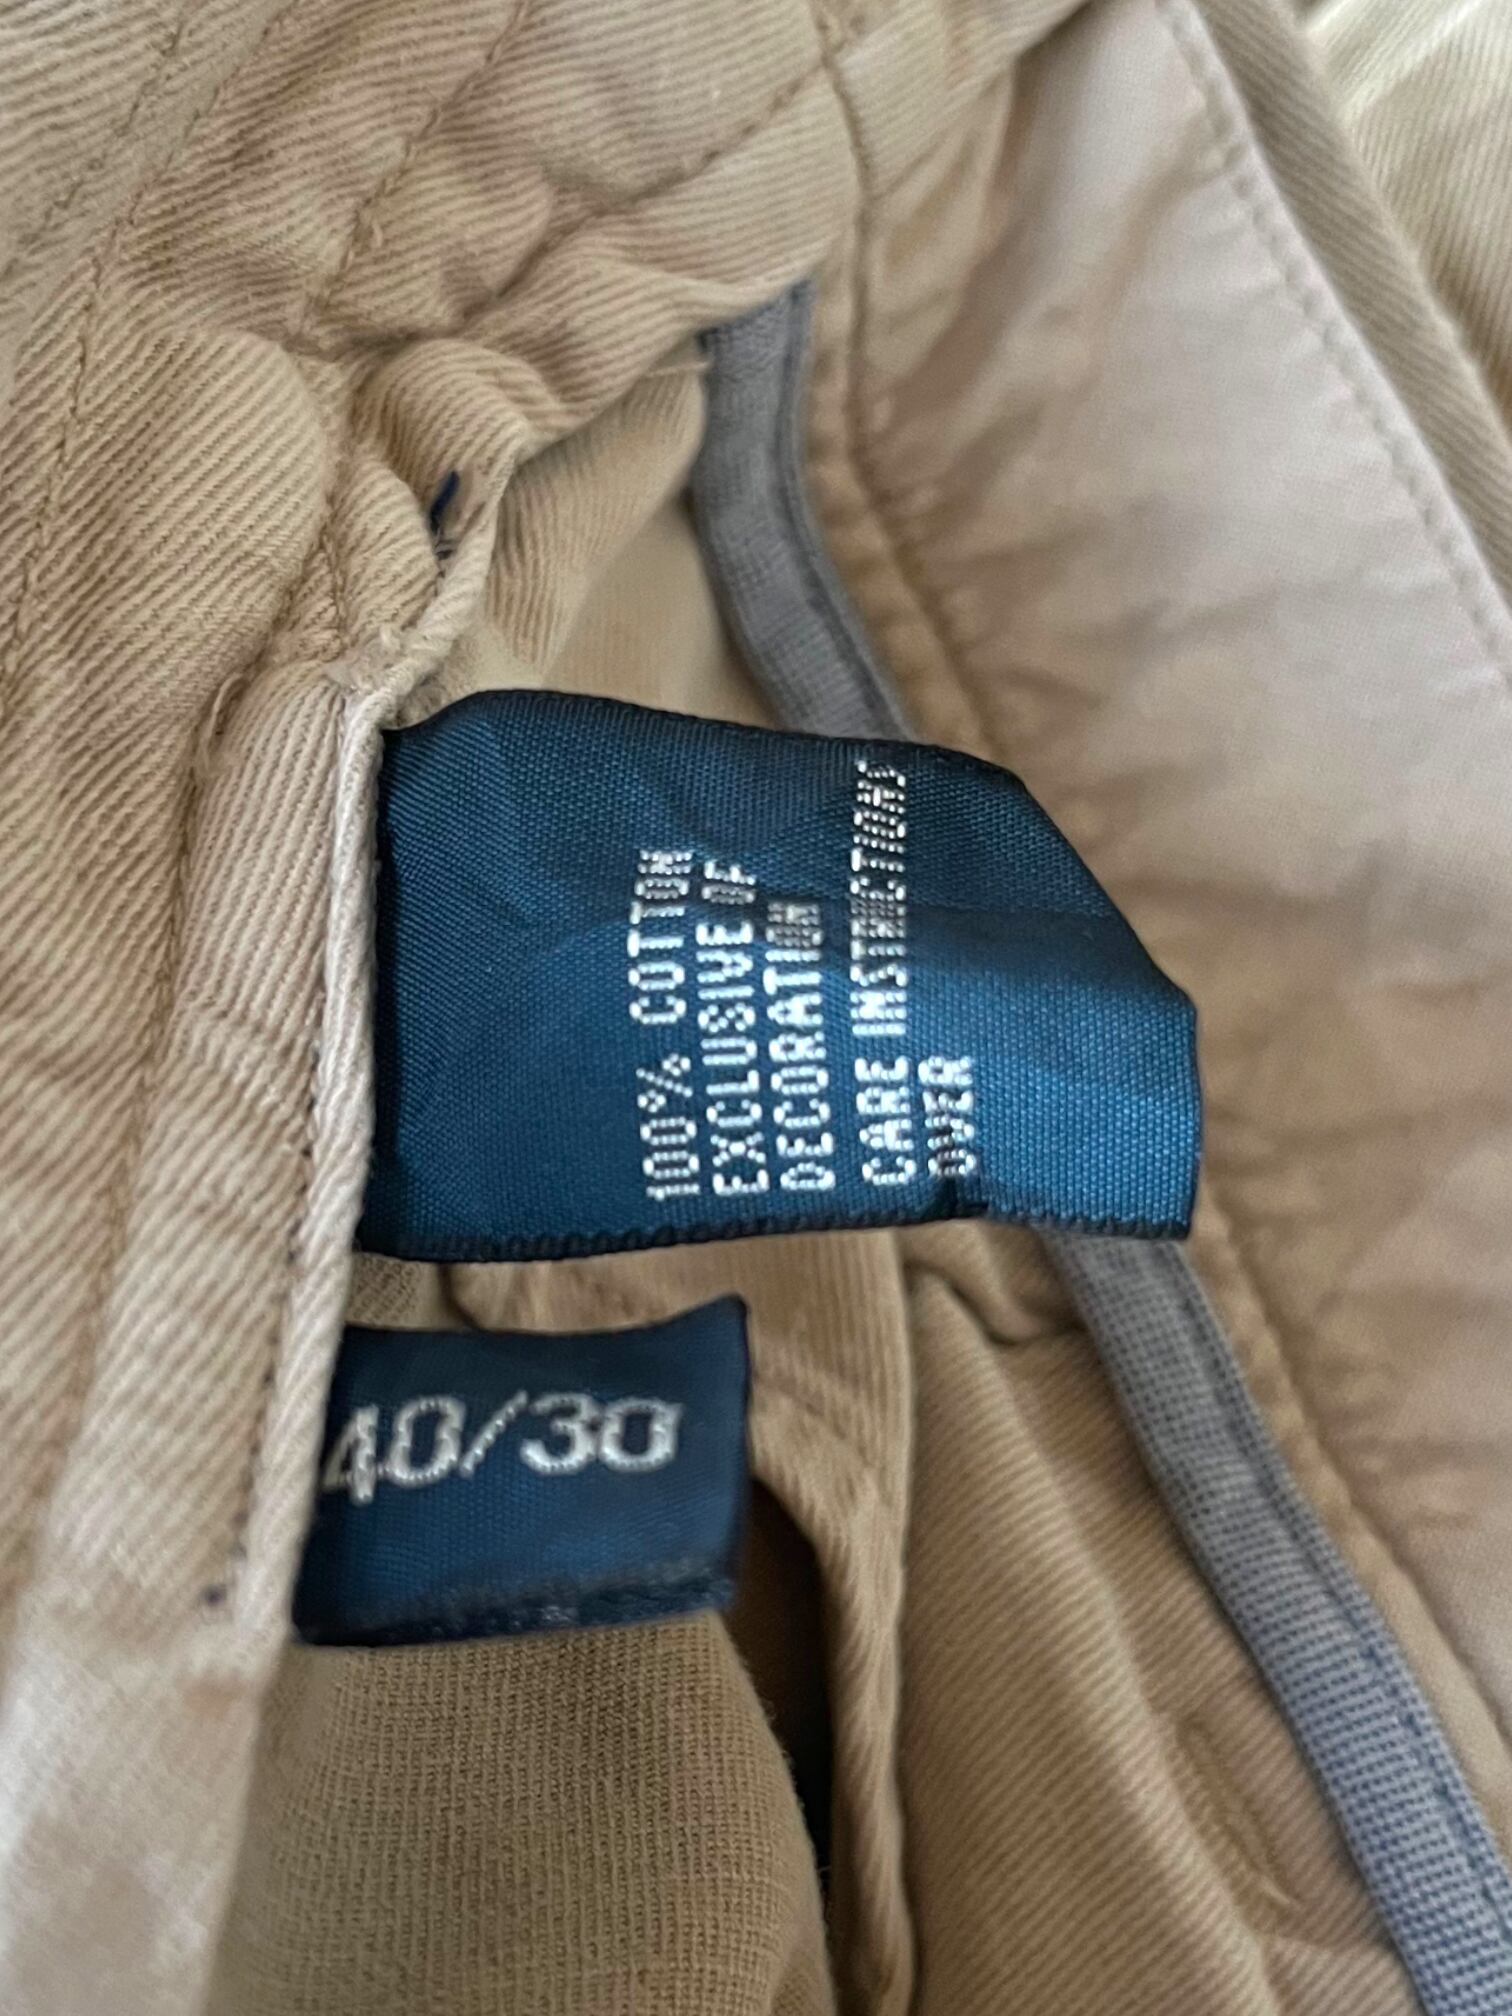 100% COTTON
EXCLUSIVE OF
DECORATION
CARE INSTRUCTIONS
OVER
40/30